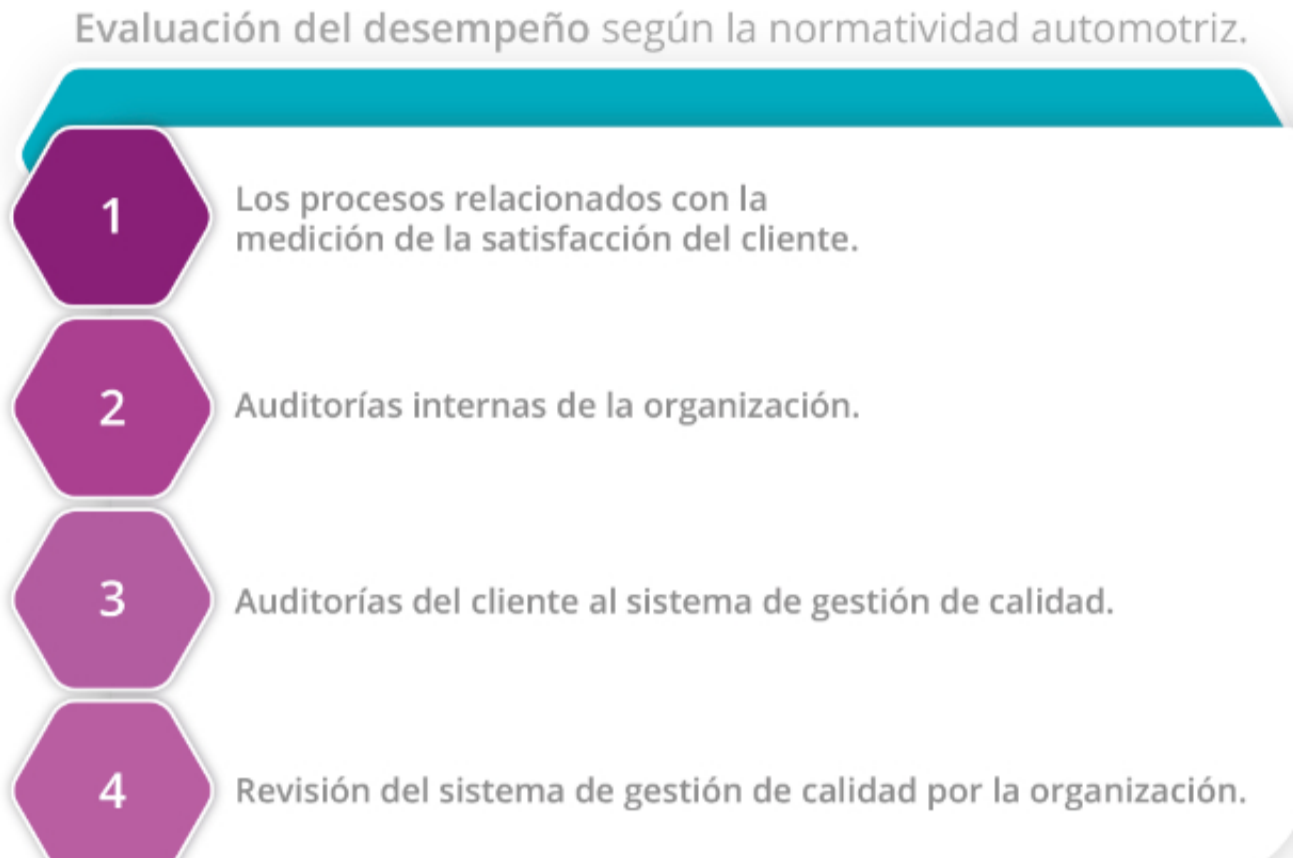 Evaluación del desempeño según la normatividad automotriz.
1
Los procesos relacionados con la
medición de la satisfacción del cliente.
2
Auditorías internas de la organización.
3
Auditorías del cliente al sistema de gestión de calidad.
4
Revisión del sistema de gestión de calidad por la organización.